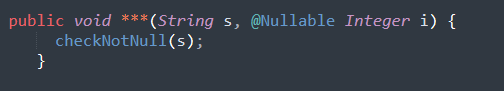 public void ***(String s, @Nullable Integer i) {
checkNotNull(s);
}